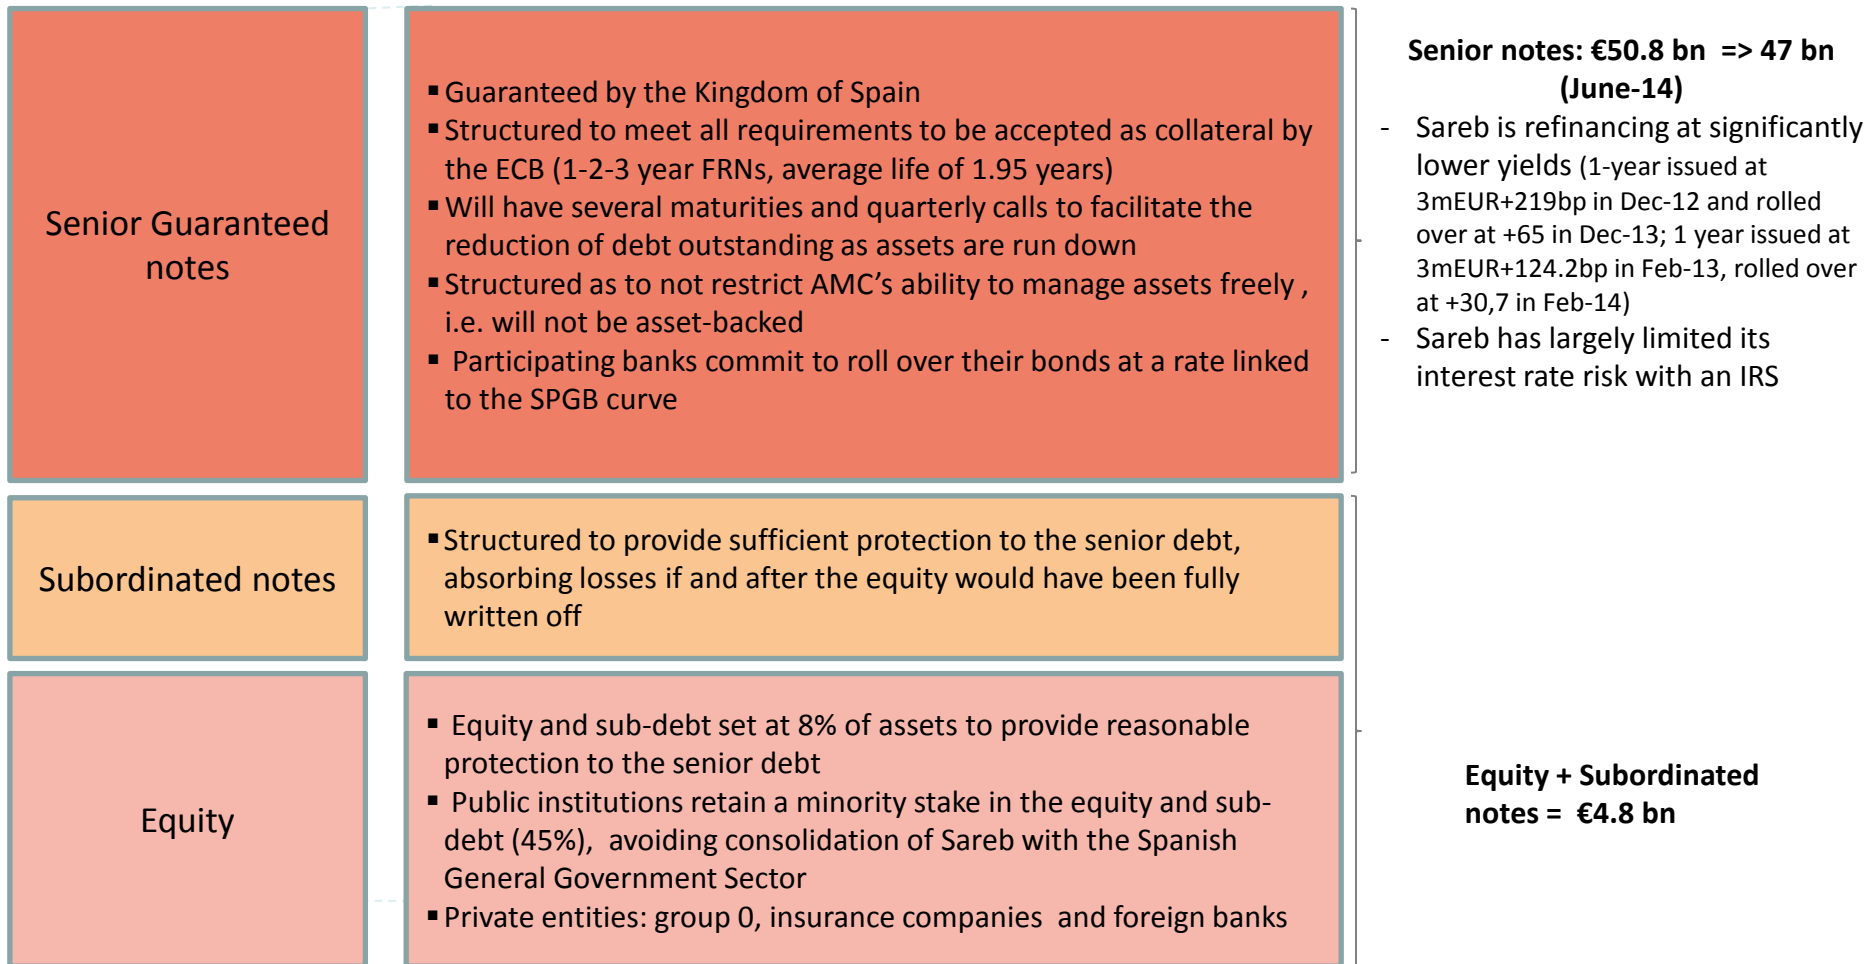 Senior Guaranteed
notes
▪ Guaranteed by the Kingdom of Spain
▪ Structured to meet all requirements to be accepted as collateral by
the ECB (1-2-3 year FRNs, average life of 1.95 years)
▪ Will have several maturities and quarterly calls to facilitate the
reduction of debt outstanding as assets are run down
▪ Structured as to not restrict AMC’s ability to manage assets freely ,
i.e. will not be asset-backed
▪ Participating banks commit to roll over their bonds at a rate linked
to the SPGB curve
Senior notes: €50.8 bn => 47 bn
(June-14)
- Sareb is refinancing at significantly
lower yields (1-year issued at
3mEUR+219bp in Dec-12 and rolled
over at +65 in Dec-13; 1 year issued at
3mEUR+124.2bp in Feb-13, rolled over
at +30,7 in Feb-14)
- Sareb has largely limited its
interest rate risk with an IRS
Subordinated notes
▪ Structured to provide sufficient protection to the senior debt,
absorbing losses if and after the equity would have been fully
written off
Equity
▪ Equity and sub-debt set at 8% of assets to provide reasonable
protection to the senior debt
▪ Public institutions retain a minority stake in the equity and sub-
debt (45%), avoiding consolidation of Sareb with the Spanish
General Government Sector
▪ Private entities: group 0, insurance companies and foreign banks
Equity + Subordinated
notes = €4.8 bn